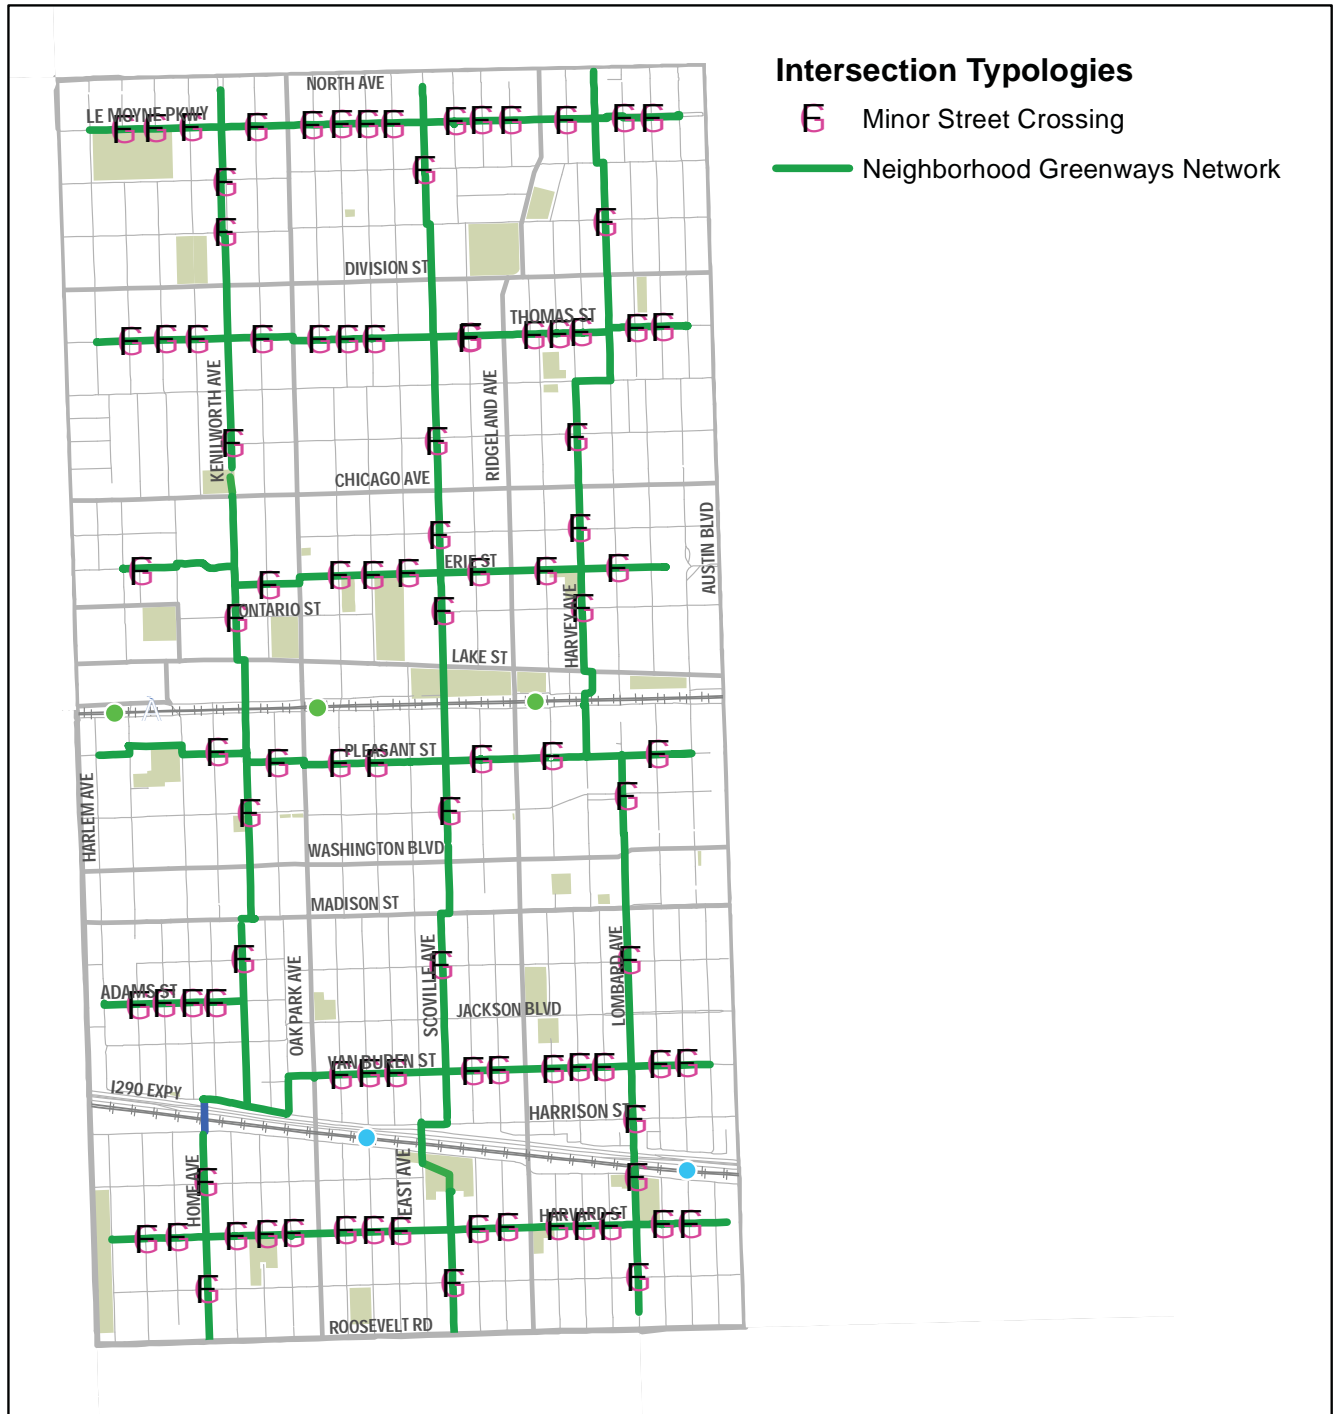 Intersection Typologies
Minor Street Crossing
Neighborhood Greenways Network
NORTH AVE
LE MOYNE PKWY
DIVISION ST
THOMAS ST
KENILWORTH AVE
RIDGELAND AVE
CHICAGO AVE
AUSTIN BLVD
ERIE ST
HARVEY AVE
ONTARIO ST
LAKE ST
PLEASANT ST
HARLEM AVE
WASHINGTON BLVD
MADISON ST
SCOVILLE AVE
LOMBARD AVE
OAK PARK AVE
ADAMS ST
JACKSON BLVD
VAN BUREN ST
I290 EXPY
HARRISON ST
HOME AVE
EAST AVE
HARVARD ST
ROOSEVELT RD